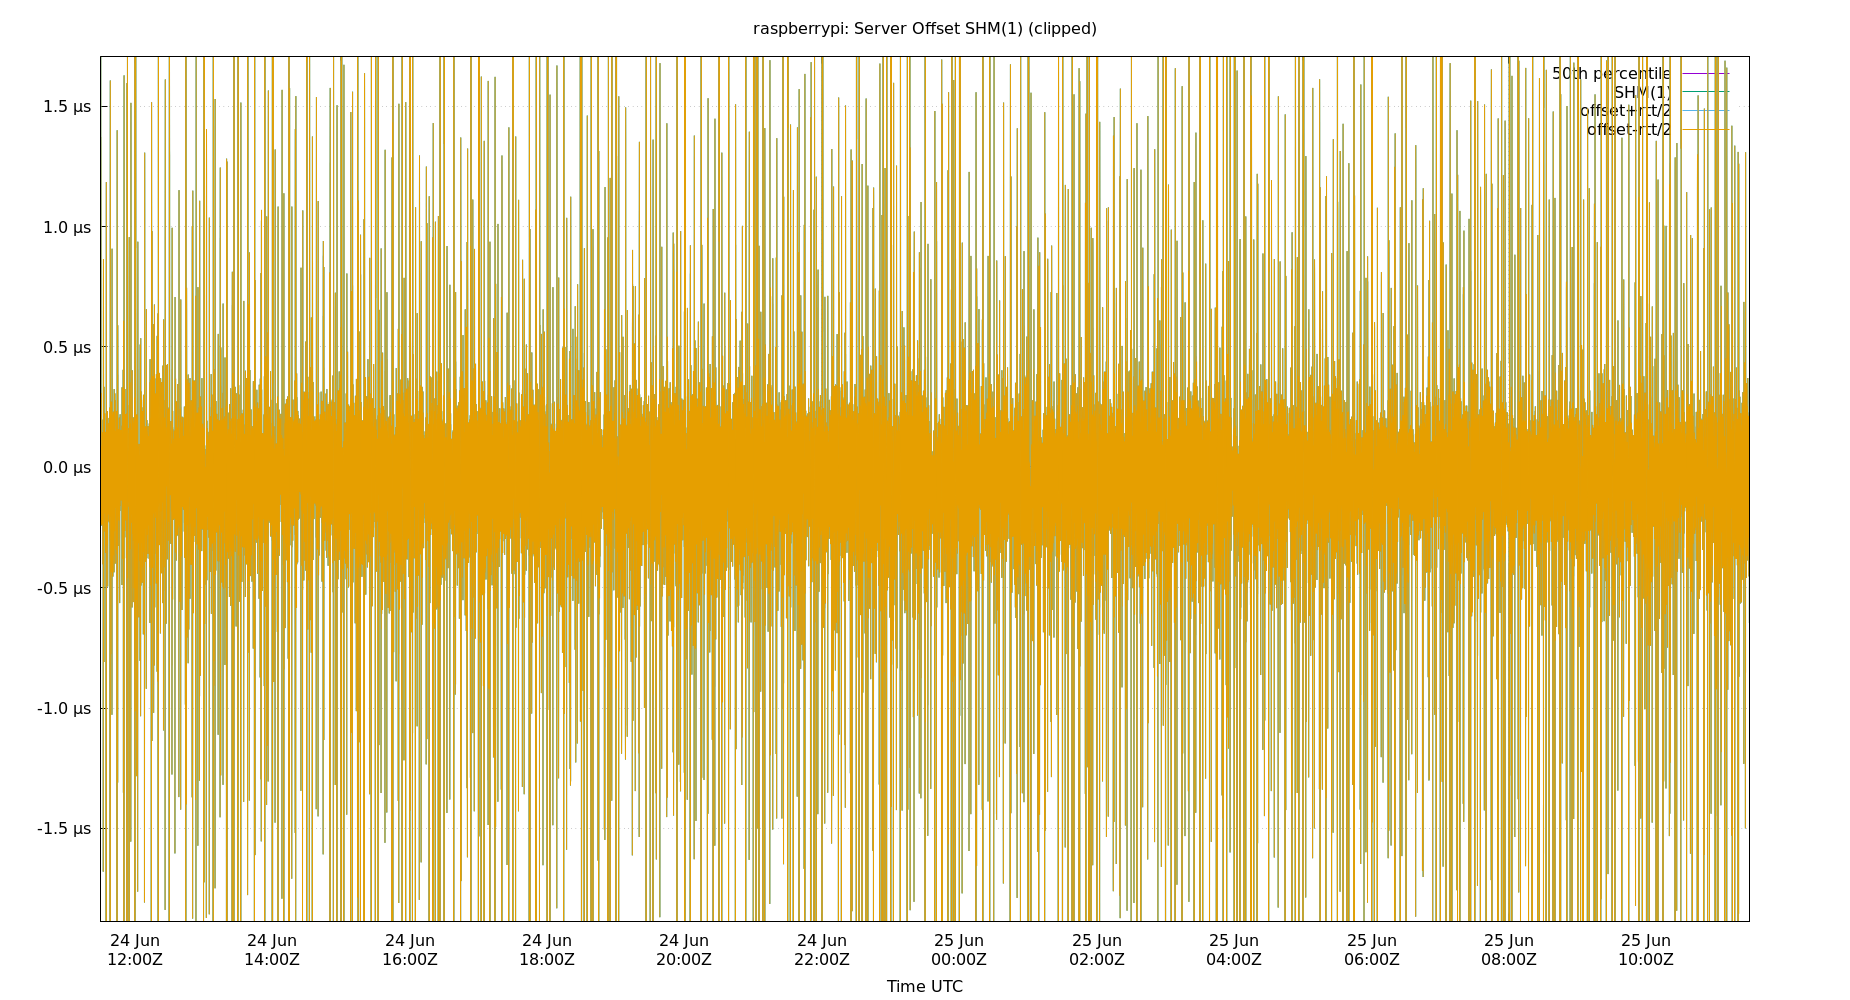 raspberrypi: Server Offset SHM(1) (clipped)
50th percentile
SHM(1)
offset+rtt/2
offset-rtt/2
1.5 µs
1.0 µs
0.5 µs
0.0 µs
-0.5 µs
-1.0 µs
-1.5 µs
24 Jun 24 Jun 24 Jun 24 Jun 24 Jun 24 Jun 25 Jun 25 Jun 25 Jun 25 Jun 25 Jun 25 Jun
12:00Z 14:00Z 16:00Z 18:00Z 20:00Z 22:00Z 00:00Z 02:00Z 04:00Z 06:00Z 08:00Z 10:00Z
Time UTC